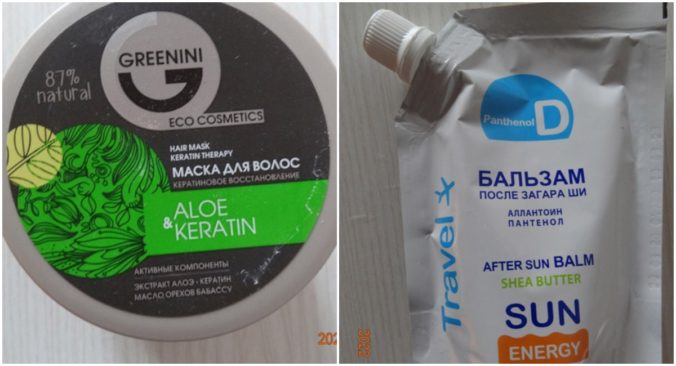 87%
natural
GREENINI
G
ECO COSMETICS
HAIR MASK
KERATIN THERAPY
МАСКА ДЛЯ ВОЛОС
КЕРАТИНОВОЕ ВОССТАНОВЛЕНИЕ
ALOE
& KERATIN
АКТИВНЫЕ КОМПОНЕНТЫ
ЭКСТРАКТ АЛОЭ - КЕРАТИН
МАСЛО ОРЕХОВ БАБАССУ
Panthenol D
БАЛЬЗАМ
ПОСЛЕ ЗАГАРА ШИ
АЛЛАНТОИН
ПАНТЕНОЛ
Travel
AFTER SUN BALM
SHEA BUTTER
SUN
ENERGY